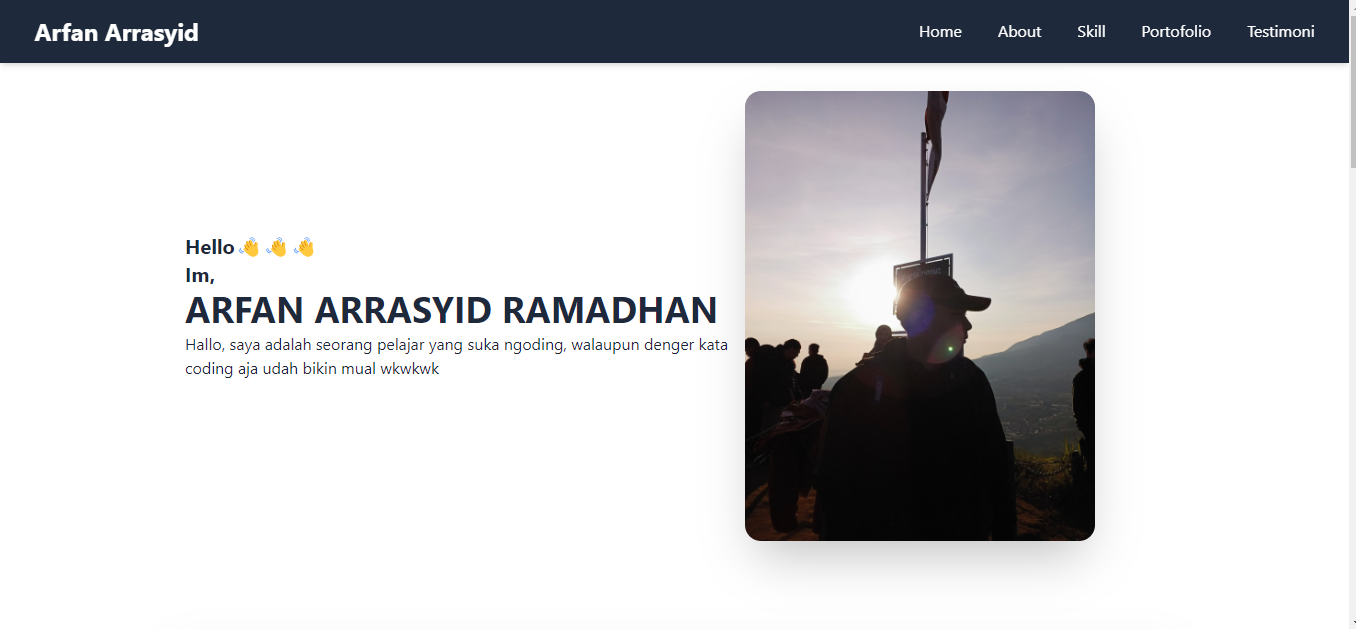 Arfan Arrasyid
Home About Skill Portofolio Testimoni
Hello 👋 👋 👋
Im,
ARFAN ARRASYID RAMADHAN
Hallo, saya adalah seorang pelajar yang suka ngoding, walaupun denger kata
coding aja udah bikin mual wkwkwk